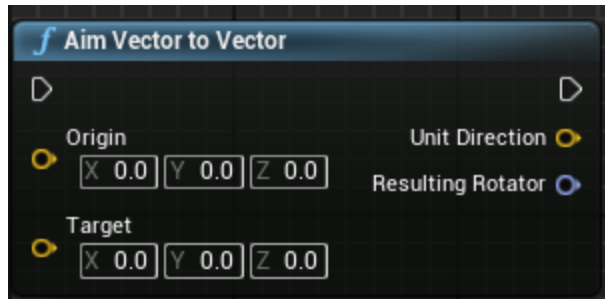 f Aim Vector to Vector
Origin
Unit Direction
X 0.0 Y 0.0 Z 0.0
Resulting Rotator
Target
X 0.0 Y 0.0 Z 0.0